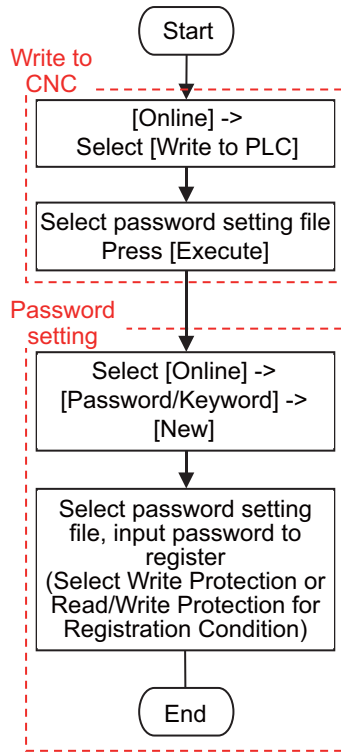 Start
Write to
CNC
[Online] ->
Select [Write to PLC]
Select password setting file
Press [Execute]
Password
setting
Select [Online] ->
[Password/Keyword] ->
[New]
Select password setting
file, input password to
register
(Select Write Protection or
Read/Write Protection for
Registration Condition)
End